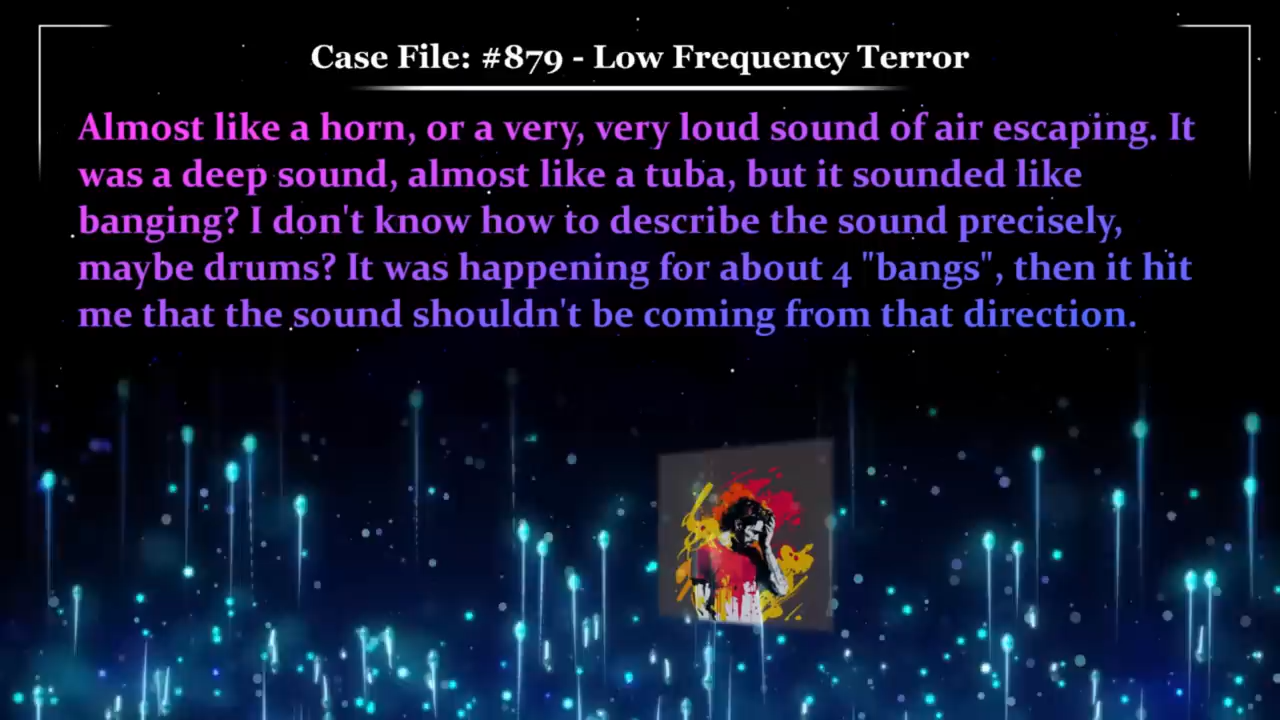 Case File: #879 - Low Frequency Terror
Almost like a horn, or a very, very loud sound of air escaping. It
was a deep sound, almost like a tuba, but it sounded like
banging? I don't know how to describe the sound precisely,
maybe drums? It was happening for about 4 "bangs", then it hit
me that the sound shouldn't be coming from that direction.